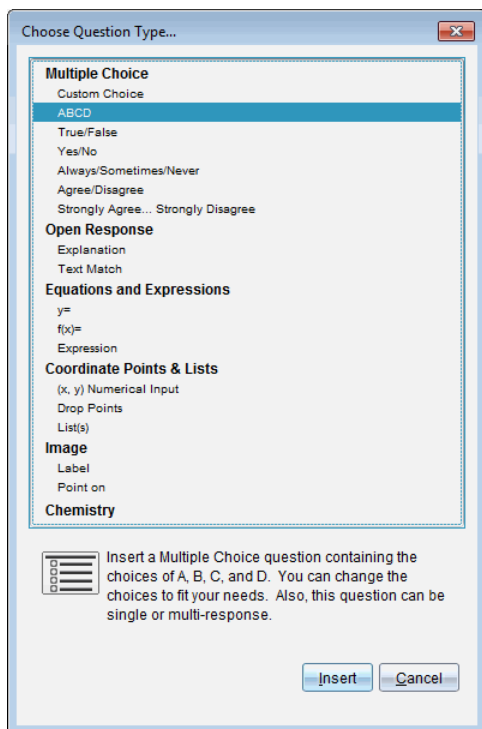 Choose Question Type...
Multiple Choice
Custom Choice
ABCD
True/False
Yes/No
Always/Sometimes/Never
Agree/Disagree
Strongly Agree... Strongly Disagree
Open Response
Explanation
Text Match
Equations and Expressions
y=
f(x)=
Expression
Coordinate Points & Lists
(x, y) Numerical Input
Drop Points
List(s)
Image
Label
Point on
Chemistry
Insert a Multiple Choice question containing the
choices of A, B, C, and D. You can change the
choices to fit your needs. Also, this question can be
single or multi-response.
Insert Cancel